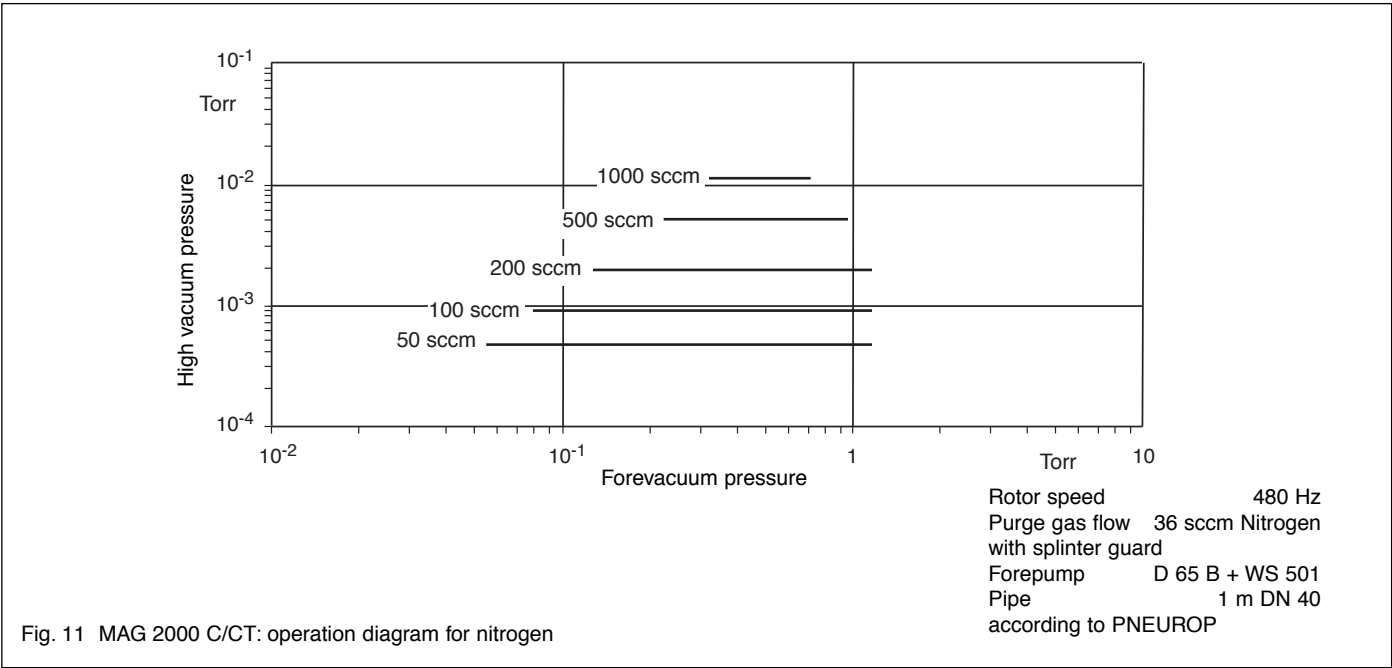 10-1
Torr
High vacuum pressure
1000 sccm
10-2
500 sccm
200 sccm
10-3
100 sccm
50 sccm
10-4
10-2
10-1
1
Torr
10
Forevacuum pressure
Rotor speed 480 Hz
Purge gas flow 36 sccm Nitrogen
with splinter guard
Forepump D 65 B + WS 501
Pipe 1 m DN 40
according to PNEUROP
Fig. 11 MAG 2000 C/CT: operation diagram for nitrogen